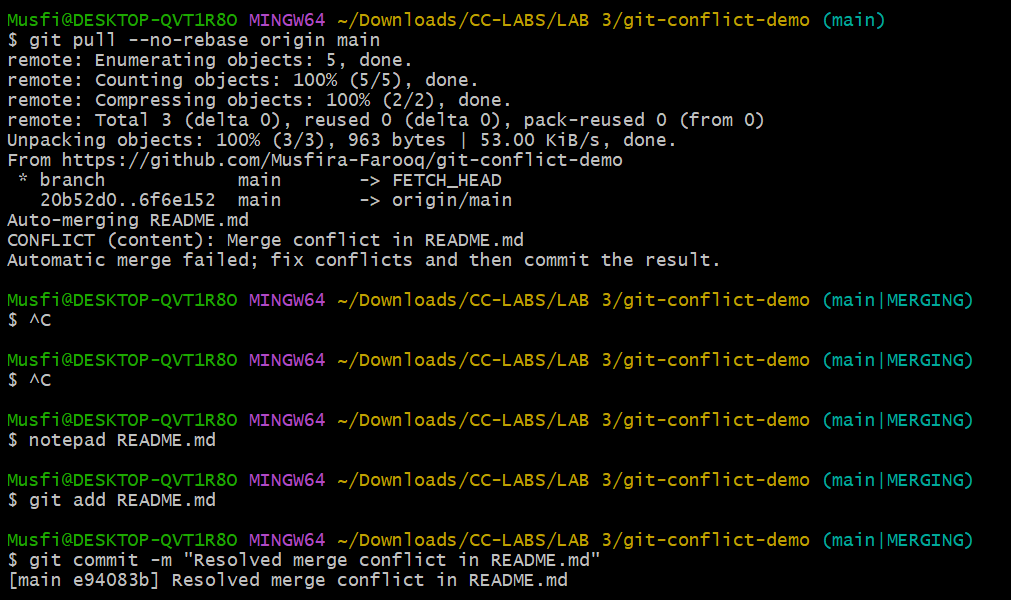 Musfi@DESKTOP-QVT1R8O MINGW64 ~/Downloads/CC-LABS/LAB 3/git-conflict-demo (main)
$ git pull --no-rebase origin main
remote: Enumerating objects: 5, done.
remote: Counting objects: 100% (5/5), done.
remote: Compressing objects: 100% (2/2), done.
remote: Total 3 (delta 0), reused 0 (delta 0), pack-reused 0 (from 0)
Unpacking objects: 100% (3/3), 963 bytes | 53.00 KiB/s, done.
From https://github.com/Musfira-Farooq/git-conflict-demo
 * branch            main       -> FETCH_HEAD
   20b52d0..6f6e152  main       -> origin/main
Auto-merging README.md
CONFLICT (content): Merge conflict in README.md
Automatic merge failed; fix conflicts and then commit the result.

Musfi@DESKTOP-QVT1R8O MINGW64 ~/Downloads/CC-LABS/LAB 3/git-conflict-demo (main|MERGING)
$ ^C

Musfi@DESKTOP-QVT1R8O MINGW64 ~/Downloads/CC-LABS/LAB 3/git-conflict-demo (main|MERGING)
$ ^C

Musfi@DESKTOP-QVT1R8O MINGW64 ~/Downloads/CC-LABS/LAB 3/git-conflict-demo (main|MERGING)
$ notepad README.md

Musfi@DESKTOP-QVT1R8O MINGW64 ~/Downloads/CC-LABS/LAB 3/git-conflict-demo (main|MERGING)
$ git add README.md

Musfi@DESKTOP-QVT1R8O MINGW64 ~/Downloads/CC-LABS/LAB 3/git-conflict-demo (main|MERGING)
$ git commit -m "Resolved merge conflict in README.md"
[main e94083b] Resolved merge conflict in README.md